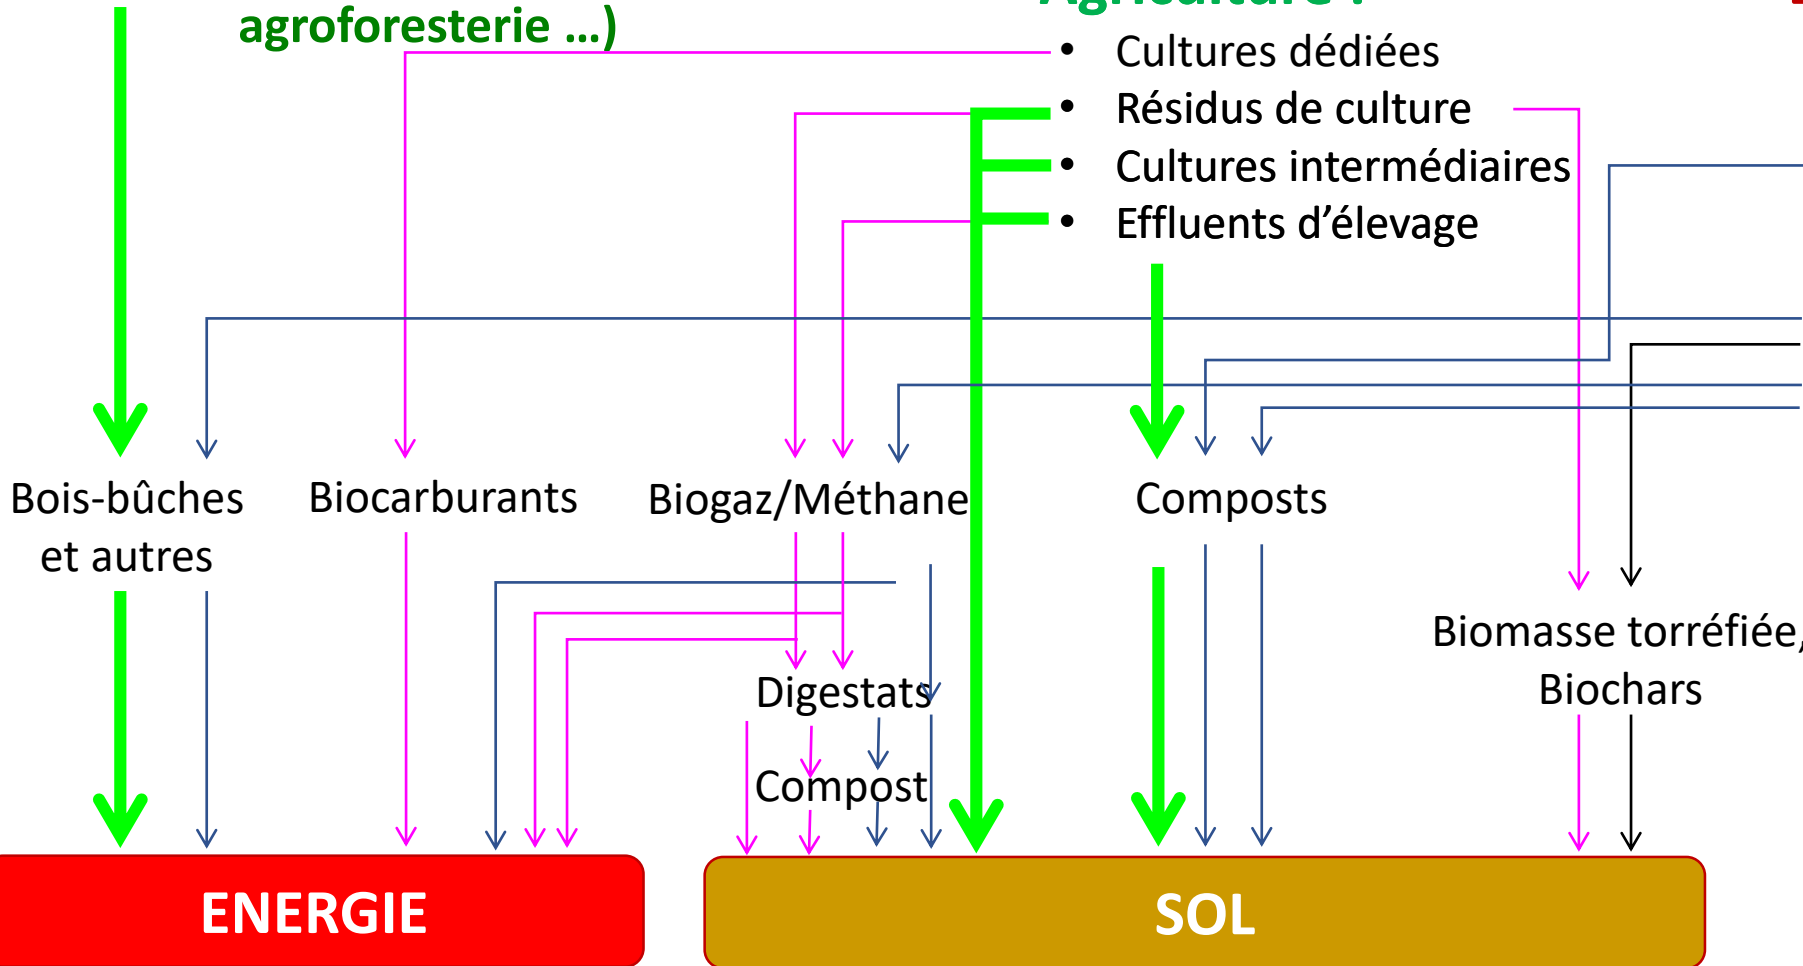 Agriculture :
agroforesterie ...)
• Cultures dédiées
• Résidus de culture
• Cultures intermédiaires
• Effluents d’élevage
Bois-bûches
et autres
Biocarburants
Biogaz/Méthane
Composts
Biomasse torréfiée,
Biochars
Digestats
Compost
ENERGIE
SOL